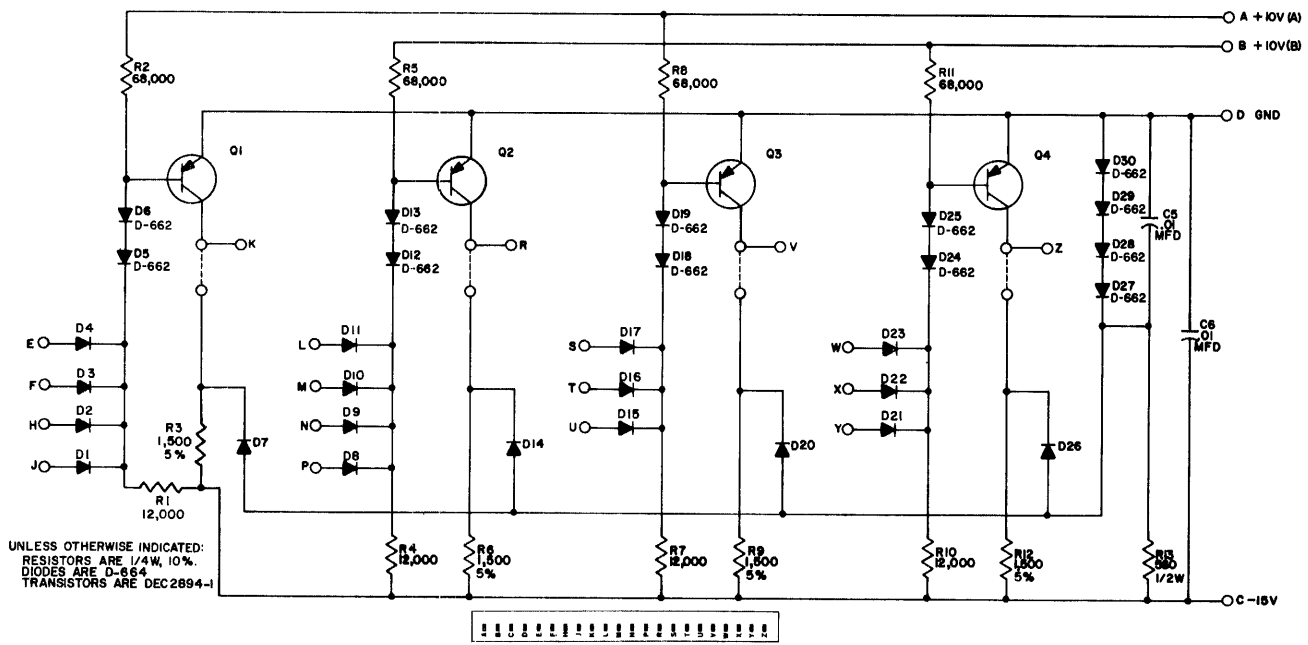 A +10V(A)
B +10V(B)
R2
68,000
R5
68,000
R8
68,000
R11
68,000
D GND
Q1
Q2
Q3
Q4
D30
D-662
D6
D-662
D13
D-662
D19
D-662
D25
D-662
D29
D-662
C5
.01
MFD
K
R
V
Z
D5
D-662
D12
D-662
D18
D-662
D24
D-662
D28
D-662
D27
D-662
C6
.01
MFD
E D4
L D11
S D17
W D23
F D3
M D10
T D16
X D22
H D2
N D9
U D15
Y D21
R3
1,500
5%
D7
D14
D20
D26
J D1
P D8
R1
12,000
UNLESS OTHERWISE INDICATED:
RESISTORS ARE 1/4W, 10%.
DIODES ARE D-664
TRANSISTORS ARE DEC2894-1
R4
12,000
R6
1,500
5%
R7
12,000
R9
1,500
5%
R10
12,000
R12
1,500
5%
R13
560
1/2W
C -15V
A B C D E F H J K L M N P R S T U V W X Y Z